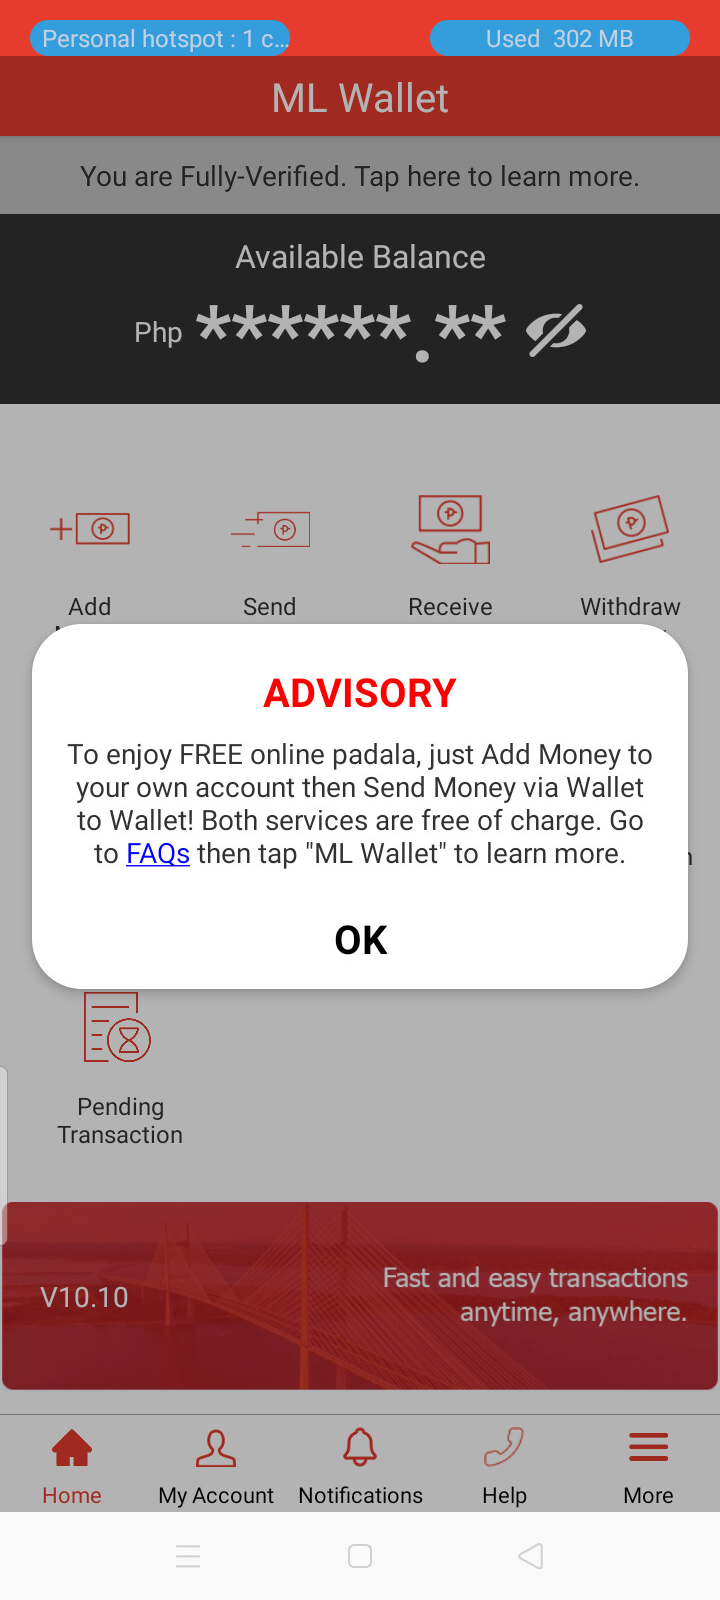 Personal hotspot : 1 c...
Used 302 MB
ML Wallet
You are Fully-Verified. Tap here to learn more.
Available Balance
Php ******.**
Add
Send
Receive
Withdraw
ADVISORY
To enjoy FREE online padala, just Add Money to
your own account then Send Money via Wallet
to Wallet! Both services are free of charge. Go
to FAQs then tap "ML Wallet" to learn more.
OK
Pending
Transaction
V10.10
Fast and easy transactions
anytime, anywhere.
Home
My Account
Notifications
Help
More